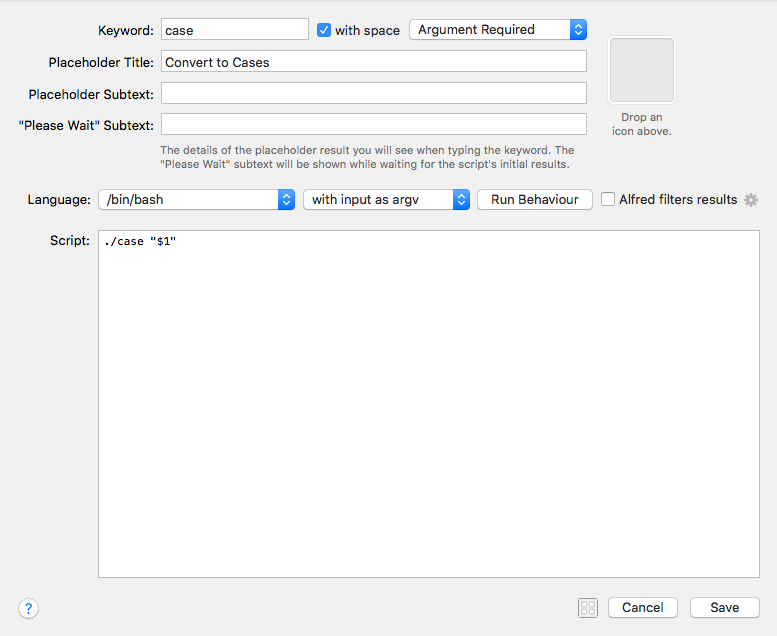 Keyword: case with space Argument Required
Placeholder Title: Convert to Cases
Placeholder Subtext:
"Please Wait" Subtext:
Drop an
icon above.
The details of the placeholder result you will see when typing the keyword. The
"Please Wait" subtext will be shown while waiting for the script's initial results.
Language: /bin/bash with input as argv Run Behaviour Alfred filters results
Script: ./case "$1"
? Cancel Save